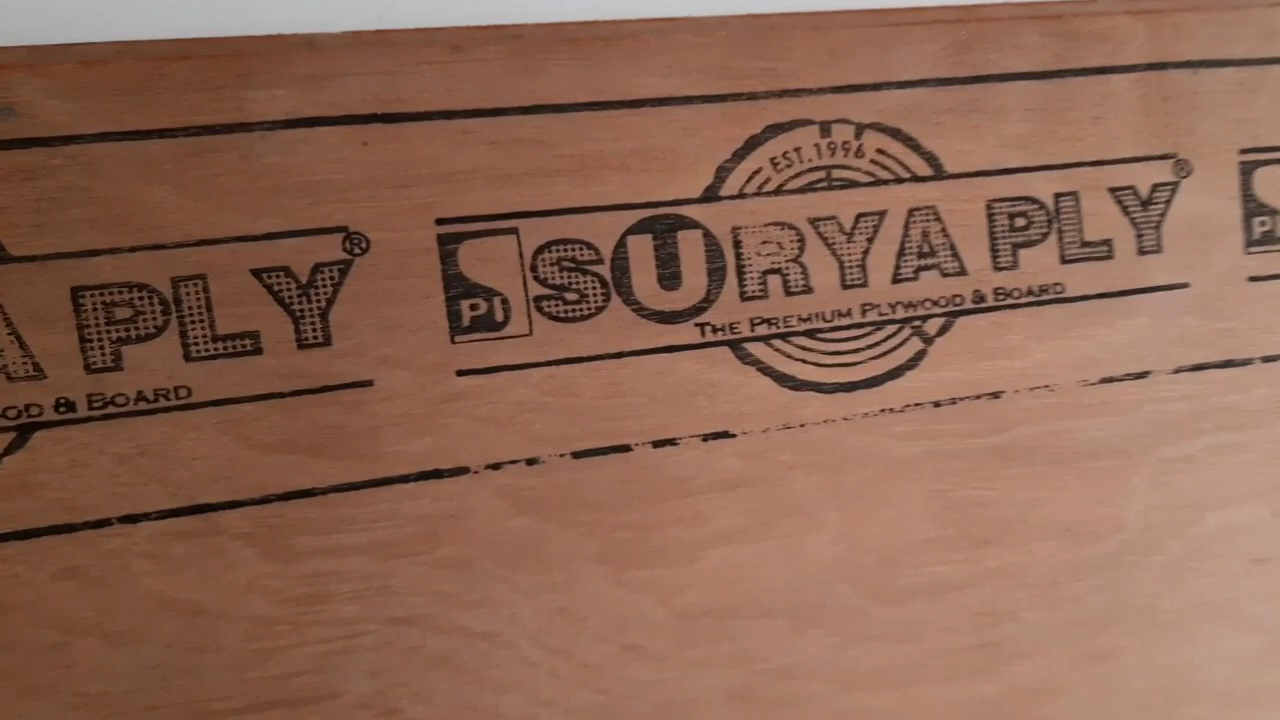 EST.1996
PLY®
OD & BOARD
PI SURYA PLY®
THE PREMIUM PLYWOOD & BOARD